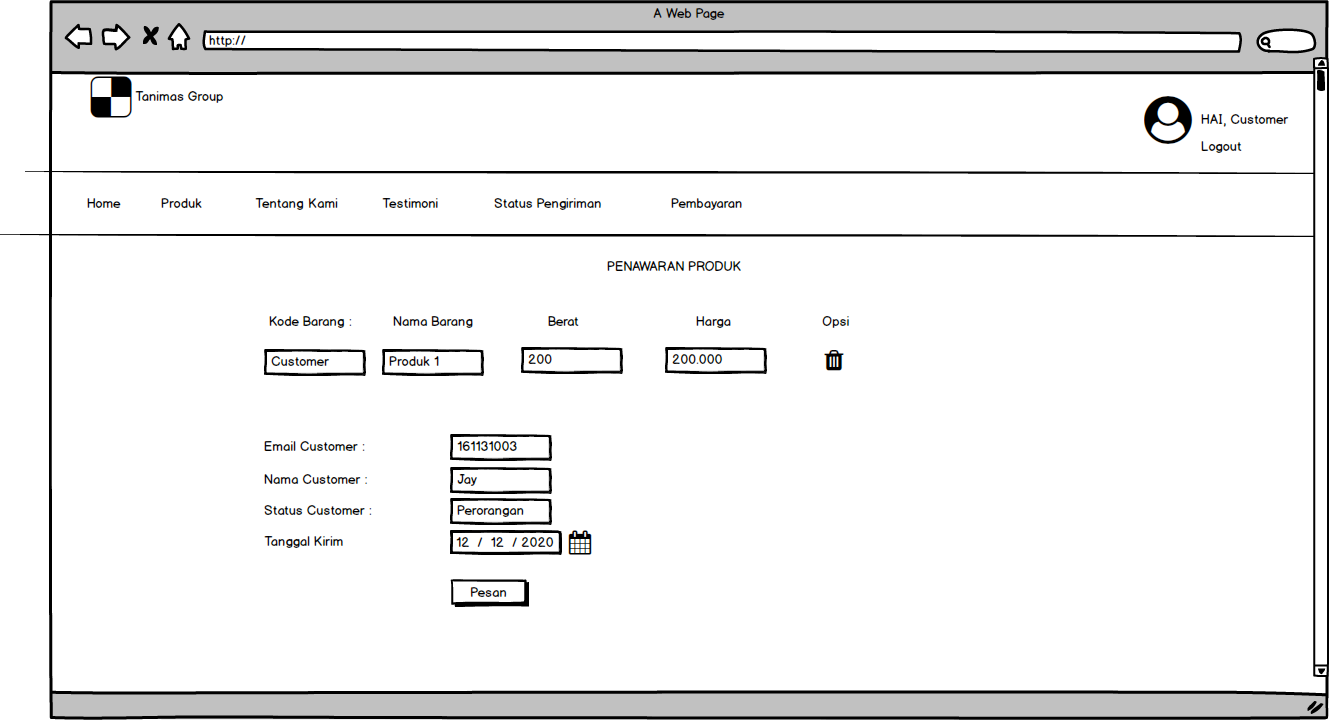 A Web Page
http://
Tanimas Group
HAI, Customer
Logout
Home Produk Tentang Kami Testimoni Status Pengiriman Pembayaran
PENAWARAN PRODUK
Kode Barang : Nama Barang Berat Harga Opsi
Customer Produk 1 200 200.000
Email Customer : 161131003
Nama Customer : Jay
Status Customer : Perorangan
Tanggal Kirim 12 / 12 / 2020
Pesan